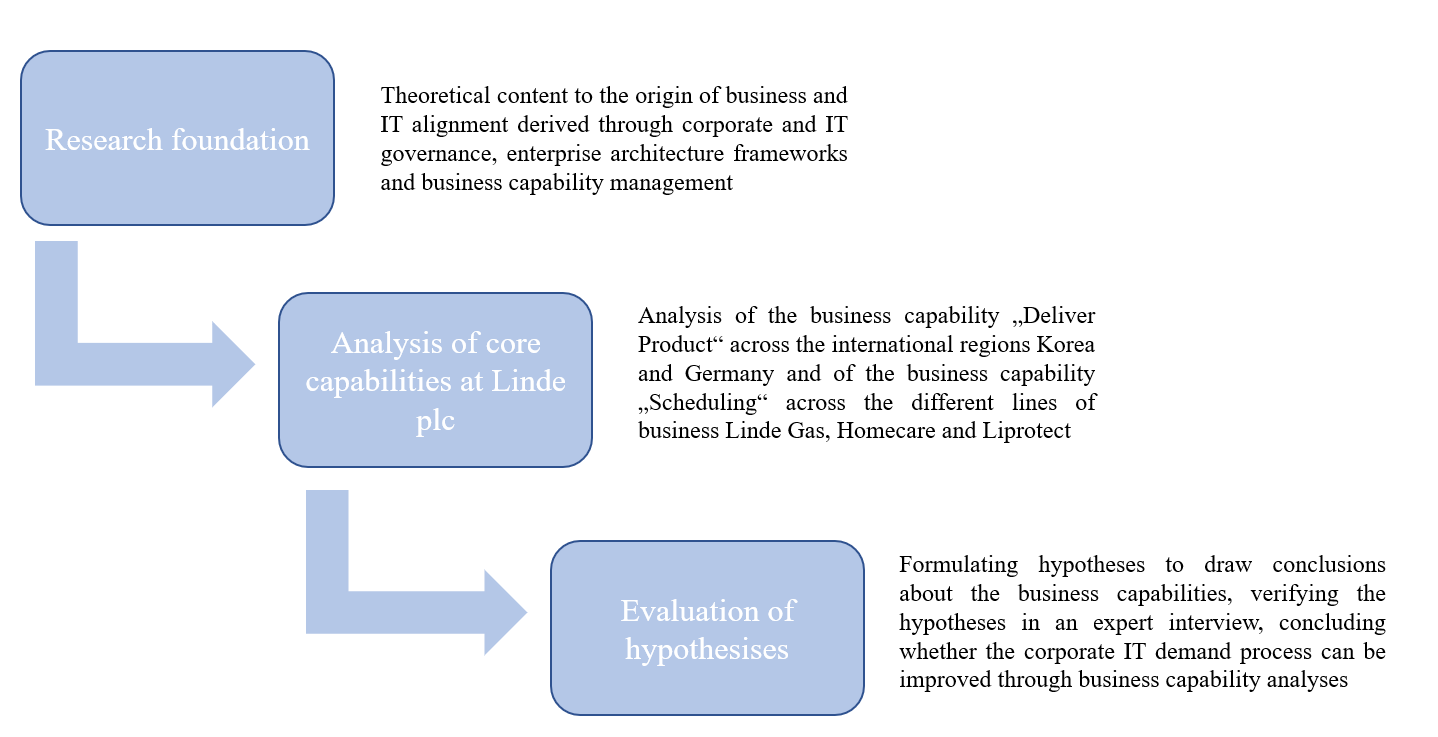 Research foundation
Theoretical content to the origin of business and
IT alignment derived through corporate and IT
governance, enterprise architecture frameworks
and business capability management
Analysis of core
capabilities at Linde
plc
Analysis of the business capability „Deliver
Product“ across the international regions Korea
and Germany and of the business capability
„Scheduling“ across the different lines of
business Linde Gas, Homecare and Liprotect
Evaluation of
hypothesises
Formulating hypotheses to draw conclusions
about the business capabilities, verifying the
hypotheses in an expert interview, concluding
whether the corporate IT demand process can be
improved through business capability analyses